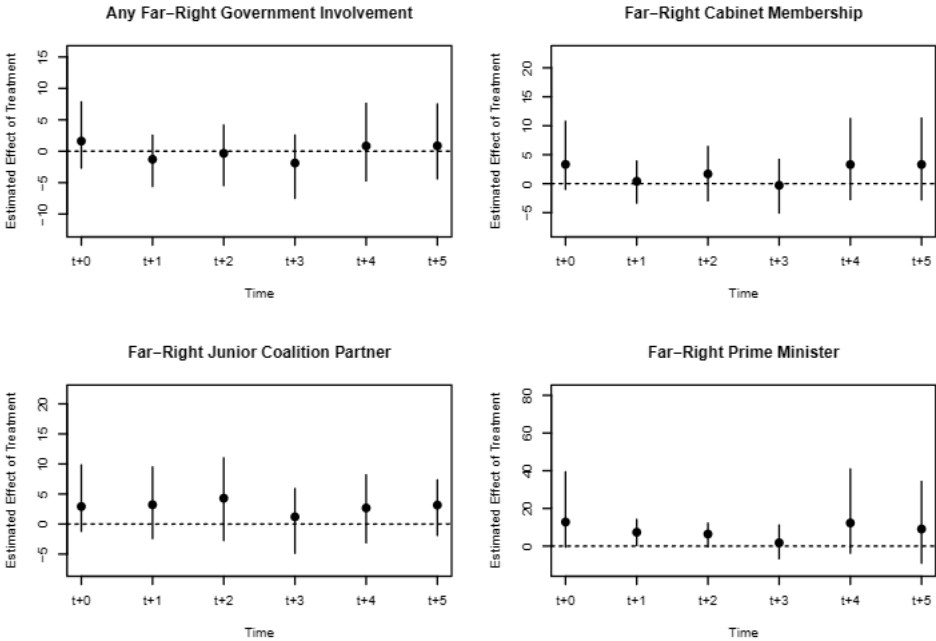 Any Far−Right Government Involvement
Estimated Effect of Treatment
15
10
5
0
−5
−10
t+0 t+1 t+2 t+3 t+4 t+5
Time
Far−Right Cabinet Membership
Estimated Effect of Treatment
20
15
10
5
0
−5
t+0 t+1 t+2 t+3 t+4 t+5
Time
Far−Right Junior Coalition Partner
Estimated Effect of Treatment
20
15
10
5
0
−5
t+0 t+1 t+2 t+3 t+4 t+5
Time
Far−Right Prime Minister
Estimated Effect of Treatment
80
60
40
20
0
t+0 t+1 t+2 t+3 t+4 t+5
Time